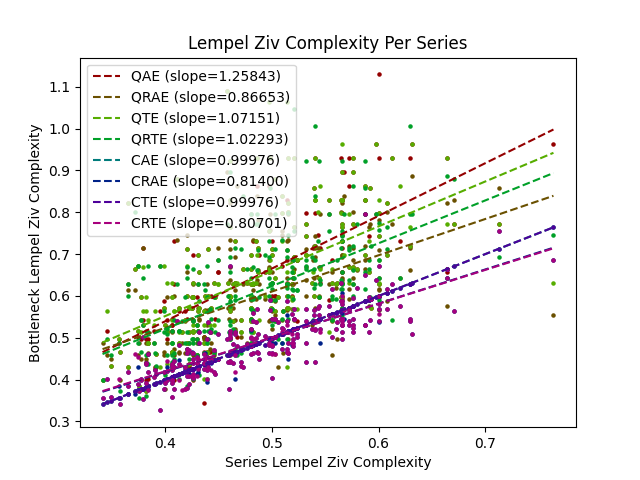 Lempel Ziv Complexity Per Series
Bottleneck Lempel Ziv Complexity
1.1
1.0
0.9
0.8
0.7
0.6
0.5
0.4
0.3
QAE (slope=1.25843)
QRAE (slope=0.86653)
QTE (slope=1.07151)
QRTE (slope=1.02293)
CAE (slope=0.99976)
CRAE (slope=0.81400)
CTE (slope=0.99976)
CRTE (slope=0.80701)
0.4 0.5 0.6 0.7
Series Lempel Ziv Complexity